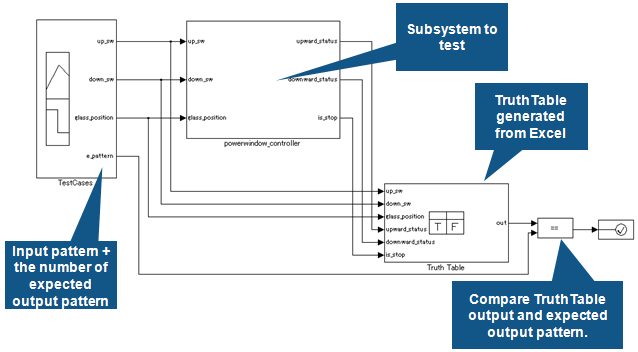 Subsystem to
test
up_sw
down_sw
glass_position
e_pattern
TestCases
up_sw
down_sw
glass_position
upward_status
downward_status
is_stop
powerwindow_controller
Truth Table
generated
from Excel
up_sw
down_sw
glass_position
upward_status
downward_status
is_stop
T F
out
Truth Table
==
Input pattern +
the number of
expected
output pattern
Compare Truth Table
output and expected
output pattern.